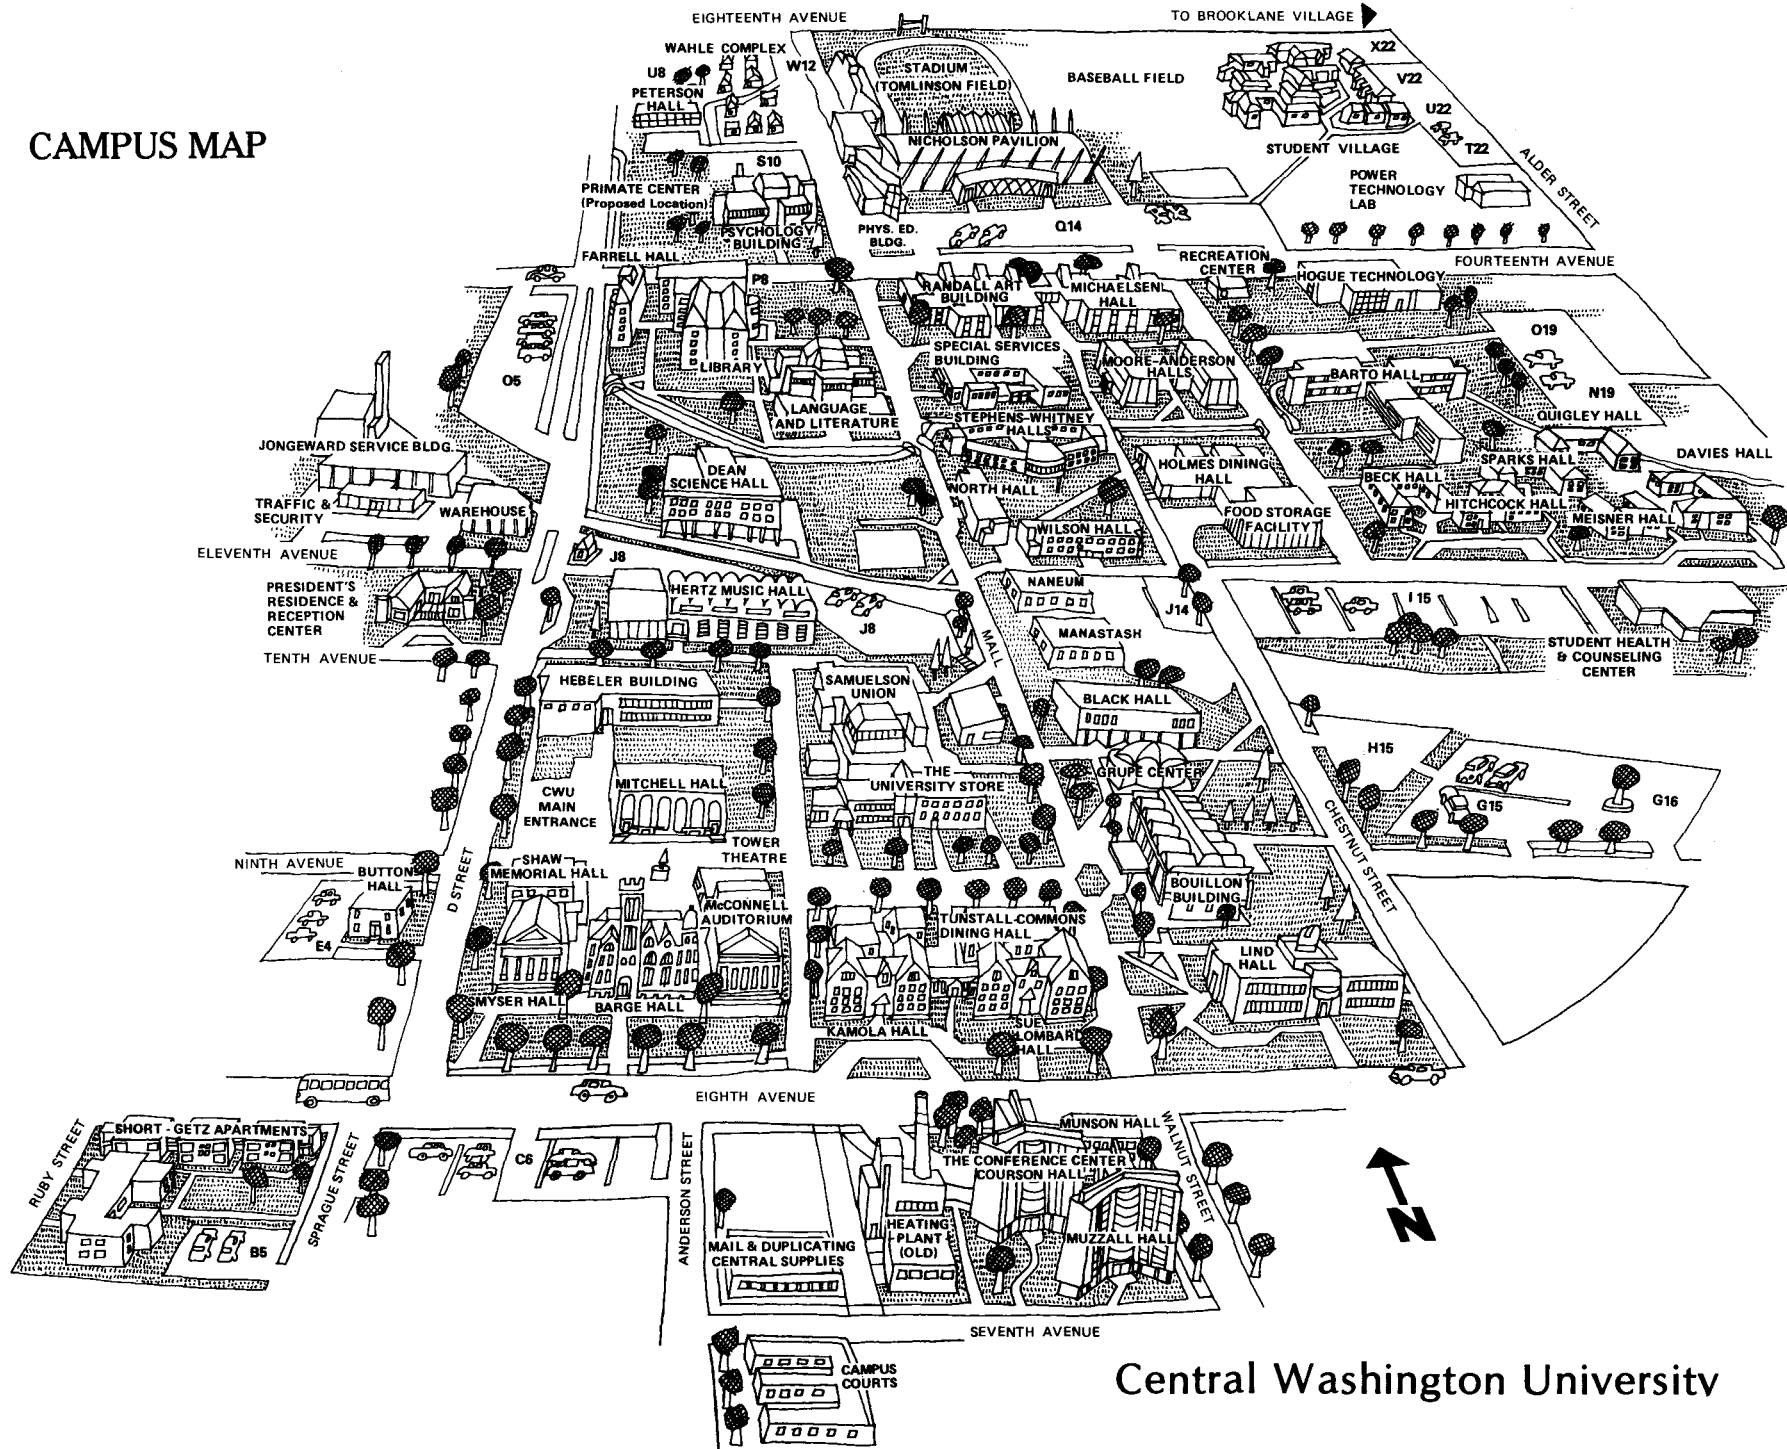 EIGHTEENTH AVENUE
TO BROOKLANE VILLAGE
CAMPUS MAP
WAHLE COMPLEX
W12
U8
PETERSON
HALL
STADIUM
(TOMLINSON FIELD)
BASEBALL FIELD
X22
V22
U22
T22
STUDENT VILLAGE
ALDER STREET
NICHOLSON PAVILION
S10
PRIMATE CENTER
(Proposed Location)
PSYCHOLOGY
BUILDING
PHYS. ED.
BLDG.
Q14
POWER
TECHNOLOGY
LAB
FARRELL HALL
P8
RECREATION
CENTER
FOURTEENTH AVENUE
HOGUE TECHNOLOGY
RANDALL ART
BUILDING
MICHAELSEN
HALL
O5
LIBRARY
SPECIAL SERVICES
BUILDING
MOORE-ANDERSON
HALLS
BARTO HALL
O19
N19
LANGUAGE
AND LITERATURE
STEPHENS-WHITNEY
HALLS
QUIGLEY HALL
DAVIES HALL
JONGEWARD SERVICE BLDG.
DEAN
SCIENCE HALL
NORTH HALL
HOLMES DINING
HALL
SPARKS HALL
BECK HALL
HITCHCOCK HALL
MEISNER HALL
TRAFFIC &
SECURITY
WAREHOUSE
WILSON HALL
FOOD STORAGE
FACILITY
ELEVENTH AVENUE
J8
PRESIDENT'S
RESIDENCE &
RECEPTION
CENTER
HERTZ MUSIC HALL
J8
NANEUM
J14
I 15
MALL
MANASTASH
STUDENT HEALTH
& COUNSELING
CENTER
TENTH AVENUE
HEBELER BUILDING
SAMUELSON
UNION
BLACK HALL
H15
CWU
MAIN
ENTRANCE
MITCHELL HALL
THE
UNIVERSITY STORE
GRUPE CENTER
G15
G16
CHESTNUT STREET
NINTH AVENUE
D STREET
BUTTON
HALL
E4
SHAW
MEMORIAL HALL
TOWER
THEATRE
McCONNELL
AUDITORIUM
TUNSTALL-COMMONS
DINING HALL
BOUILLON
BUILDING
LIND
HALL
SMYSER HALL
BARGE HALL
KAMOLA HALL
SUE
LOMBARD
HALL
EIGHTH AVENUE
RUBY STREET
SHORT - GETZ APARTMENTS
SPRAGUE STREET
B5
C6
ANDERSON STREET
MUNSON HALL
WALNUT STREET
THE CONFERENCE CENTER
COURSON HALL
HEATING
PLANT
(OLD)
MUZZALL HALL
MAIL & DUPLICATING
CENTRAL SUPPLIES
N
SEVENTH AVENUE
CAMPUS
COURTS
Central Washington University